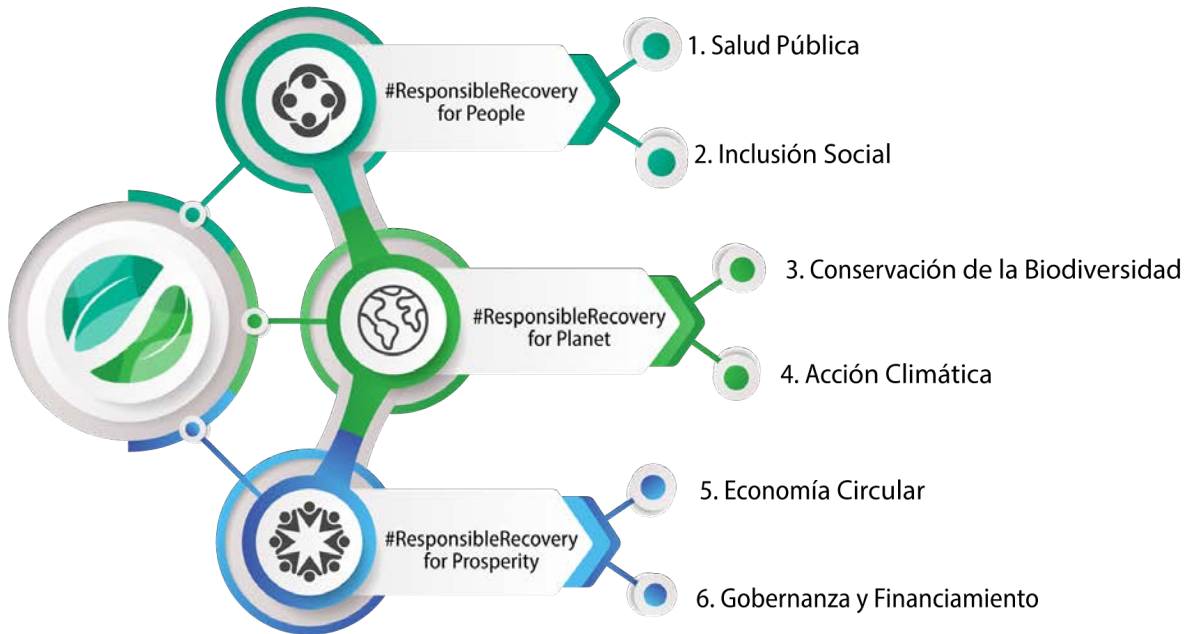 #ResponsibleRecovery
for People
1. Salud Pública
2. Inclusión Social
#ResponsibleRecovery
for Planet
3. Conservación de la Biodiversidad
4. Acción Climática
#ResponsibleRecovery
for Prosperity
5. Economía Circular
6. Gobernanza y Financiamiento